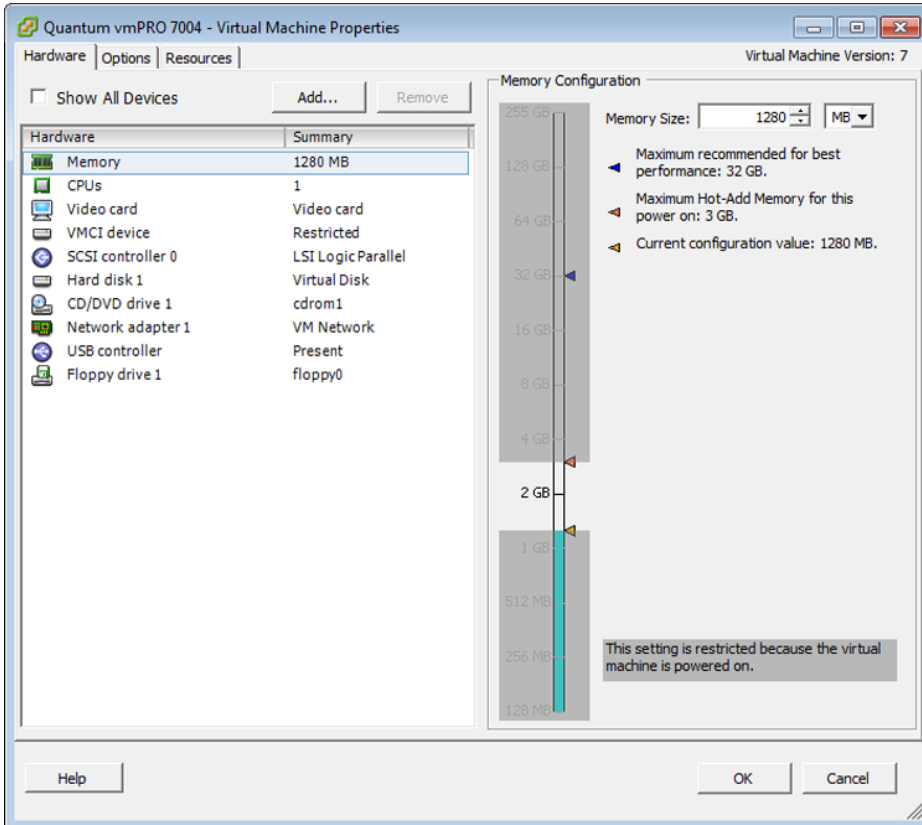 Quantum vmPRO 7004 - Virtual Machine Properties
Hardware Options Resources
Virtual Machine Version: 7
Show All Devices
Add...
Remove
Hardware Summary
Memory 1280 MB
CPUs 1
Video card Video card
VMCI device Restricted
SCSI controller 0 LSI Logic Parallel
Hard disk 1 Virtual Disk
CD/DVD drive 1 cdrom1
Network adapter 1 VM Network
USB controller Present
Floppy drive 1 floppy0
Memory Configuration
255 GB
128 GB
64 GB
32 GB
16 GB
8 GB
4 GB
2 GB
1 GB
512 MB
256 MB
128 MB
Memory Size: 1280 MB
Maximum recommended for best
performance: 32 GB.
Maximum Hot-Add Memory for this
power on: 3 GB.
Current configuration value: 1280 MB.
This setting is restricted because the virtual
machine is powered on.
Help
OK
Cancel